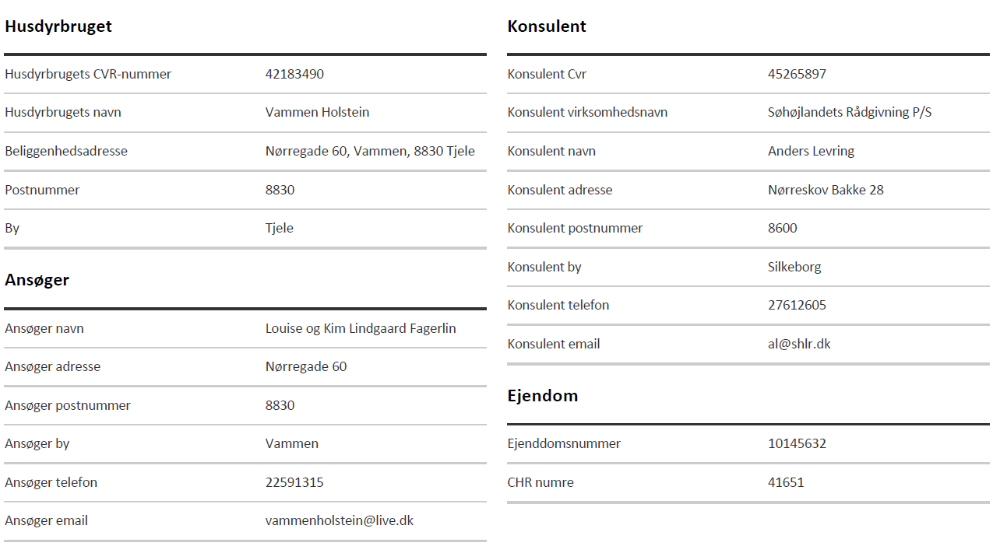 Husdyrbruget
Husdyrbrugets CVR-nummer 42183490
Husdyrbrugets navn Vammen Holstein
Beliggenhedsadresse Nørregade 60, Vammen, 8830 Tjele
Postnummer 8830
By Tjele
Ansøger
Ansøger navn Louise og Kim Lindgaard Fagerlin
Ansøger adresse Nørregade 60
Ansøger postnummer 8830
Ansøger by Vammen
Ansøger telefon 22591315
Ansøger email vammenholstein@live.dk
Konsulent
Konsulent Cvr 45265897
Konsulent virksomhedsnavn Søhøjlandets Rådgivning P/S
Konsulent navn Anders Levring
Konsulent adresse Nørreskov Bakke 28
Konsulent postnummer 8600
Konsulent by Silkeborg
Konsulent telefon 27612605
Konsulent email al@shlr.dk
Ejendom
Ejenddomsnummer 10145632
CHR numre 41651